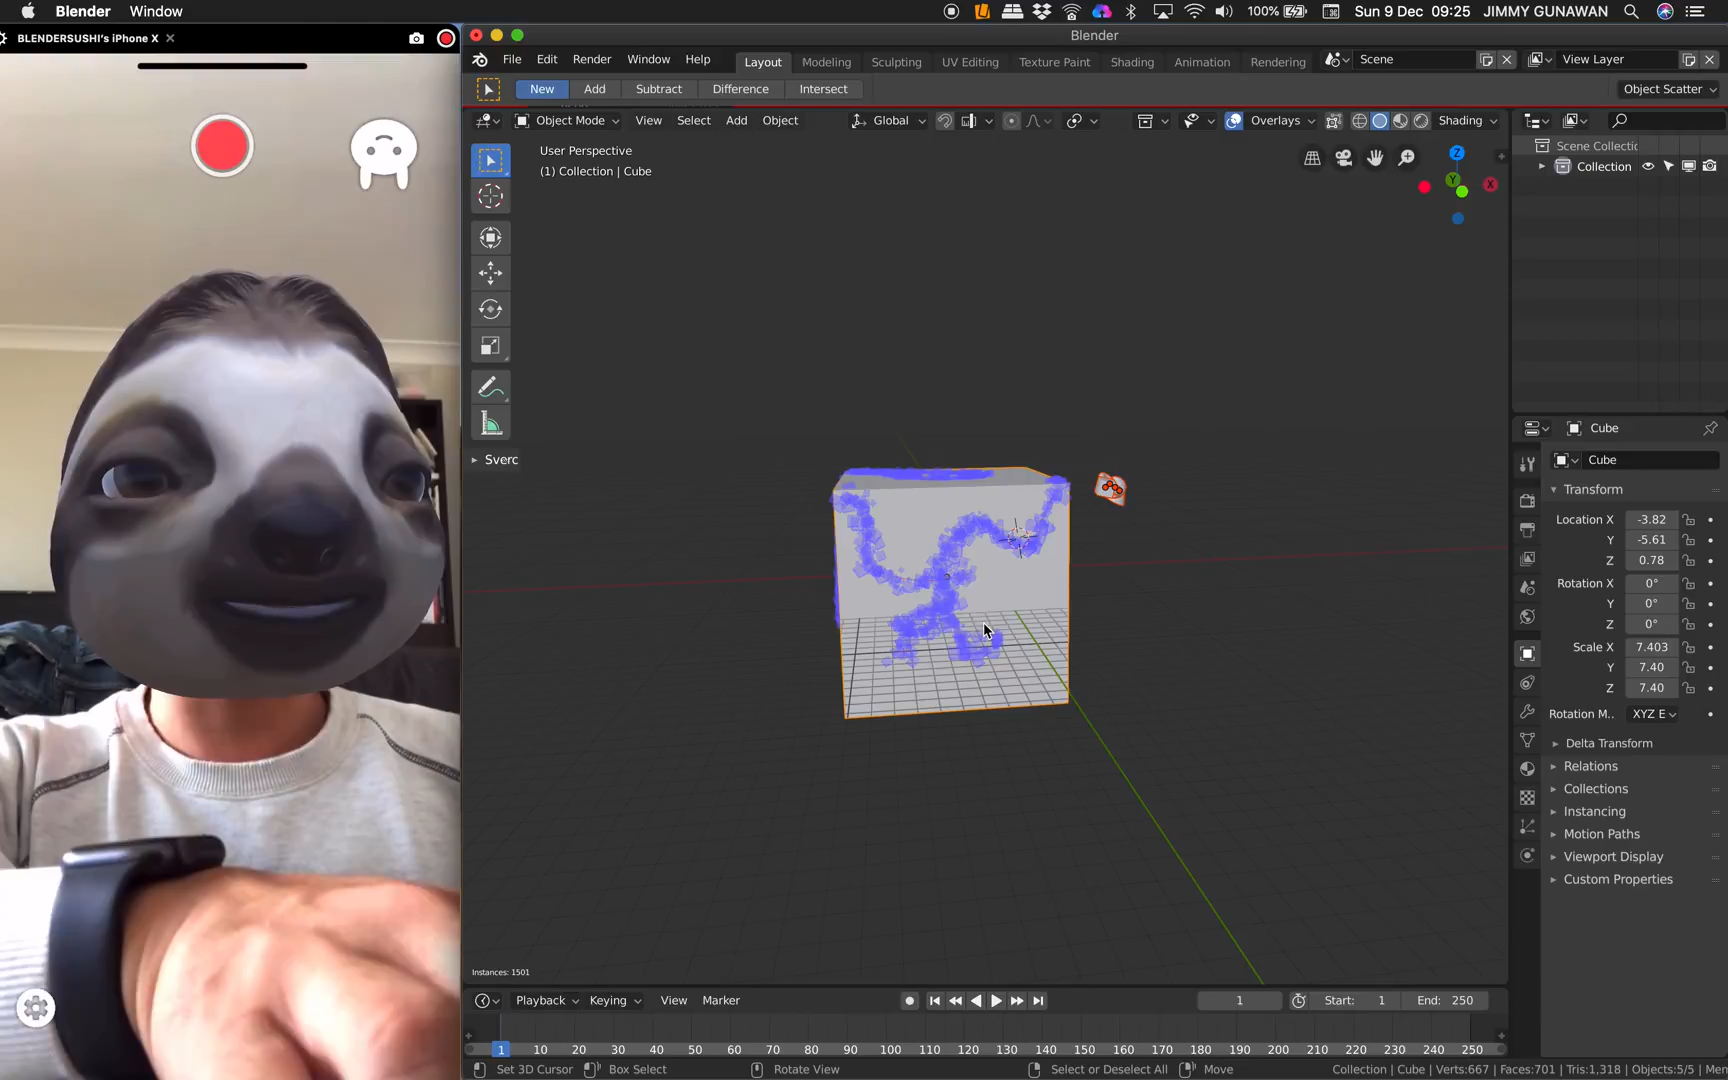 Blender Window 100% Sun 9 Dec 09:25 JIMMY GUNAWAN
BLENDERSUSHI's iPhone X
Blender
File Edit Render Window Help Layout Modeling Sculpting UV Editing Texture Paint Shading Animation Rendering Scene View Layer
New Add Subtract Difference Intersect Object Scatter
Object Mode View Select Add Object Global Overlays Shading
User Perspective
(1) Collection | Cube
Z
Y
X
Sverc
Instances: 1501
Scene Collectic
Collection
Cube
Cube
Transform
Location X -3.82
Y -5.61
Z 0.78
Rotation X 0°
Y 0°
Z 0°
Scale X 7.403
Y 7.40
Z 7.40
Rotation M.. XYZ E
Delta Transform
Relations
Collections
Instancing
Motion Paths
Viewport Display
Custom Properties
Playback Keying View Marker 1 Start: 1 End: 250
1 10 20 30 40 50 60 70 80 90 100 110 120 130 140 150 160 170 180 190 200 210 220 230 240 250
Set 3D Cursor Box Select Rotate View Select or Deselect All Move Collection | Cube | Verts:667 | Faces:701 | Tris:1,318 | Objects:5/5 | Men